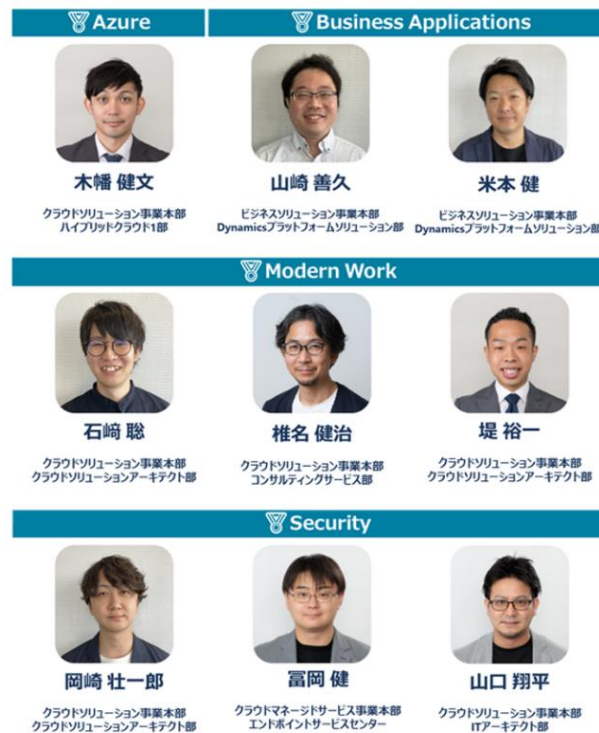 Azure
Business Applications
木幡 健文
山崎 善久
米本 健
クラウドソリューション事業本部
ハイブリッドクラウド1部
ビジネスソリューション事業本部
Dynamicsプラットフォームソリューション部
ビジネスソリューション事業本部
Dynamicsプラットフォームソリューション部
Modern Work
石﨑 聡
椎名 健治
堤 裕一
クラウドソリューション事業本部
クラウドソリューションアーキテクト部
クラウドソリューション事業本部
コンサルティングサービス部
クラウドソリューション事業本部
クラウドソリューションアーキテクト部
Security
岡崎 壮一郎
冨岡 健
山口 翔平
クラウドソリューション事業本部
クラウドソリューションアーキテクト部
クラウドマネージドサービス事業本部
エンドポイントサービスセンター
クラウドソリューション事業本部
ITアーキテクト部